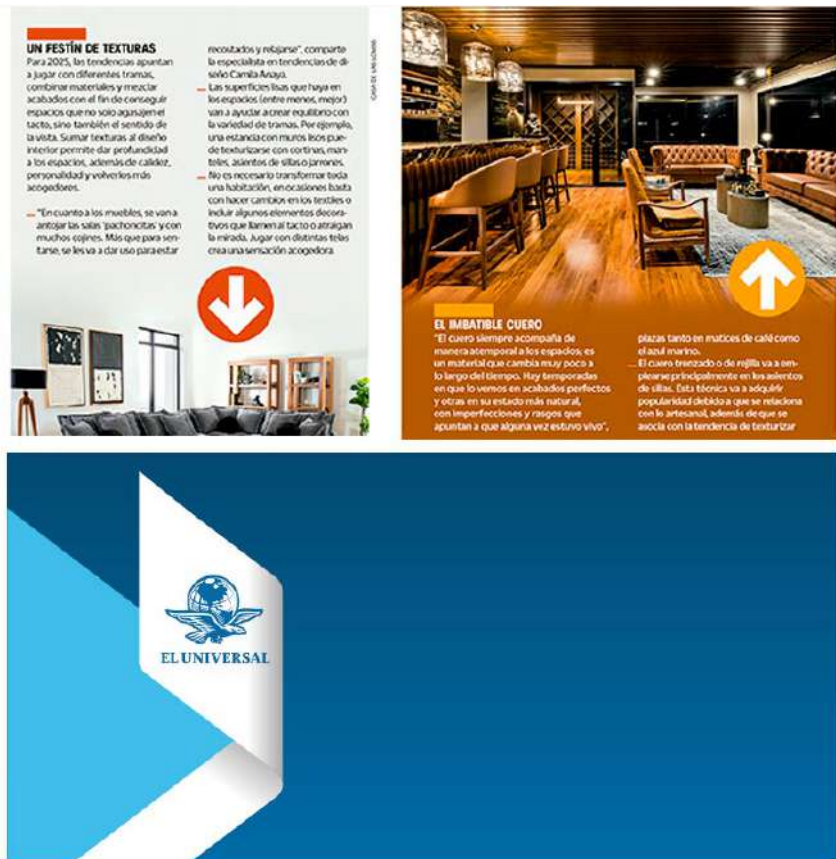 UN FESTÍN DE TEXTURAS
Para 2025, las tendencias apuntan
a jugar con diferentes tramas,
combinar materiales y mezclar
acabados con el fin de conseguir
espacios que no solo agasajen el
tacto, sino también el sentido de
la vista. Sumar texturas al diseño
interior permite dar profundidad
a los espacios, además de calidez,
personalidad y volverlos más
acogedores.
"En cuanto a los muebles, se van a
antojar las salas 'pachoncitas' y con
muchos cojines. Más que para sen-
tarse, se les va a dar uso para estar
recostados y relajarse", comparte
la especialista en tendencias de di-
seño Camila Anaya.
Las superficies lisas que haya en
los espacios (entre menos, mejor)
van a ayudar a crear equilibrio con
la variedad de tramas. Por ejemplo,
una estancia con muros lisos pue-
de texturizarse con cortinas, man-
teles, asientos de sillas o jarrones.
No es necesario transformar toda
una habitación, en ocasiones basta
con hacer cambios en los textiles o
incluir algunos elementos decora-
tivos que llamen al tacto o atraigan
la mirada. Jugar con distintas telas
crea una sensación acogedora.
EL IMBATIBLE CUERO
"El cuero siempre acompaña de
manera atemporal a los espacios; es
un material que cambia muy poco a
lo largo del tiempo. Hay temporadas
en que lo vemos en acabados perfectos
y otras en su estado más natural,
con imperfecciones y rasgos que
apuntan a que alguna vez estuvo vivo",
plazas tanto en matices de café como
el azul marino.
El cuero trenzado o de rejilla va a em-
plearse principalmente en los asientos
de sillas. Esta técnica va a adquirir
popularidad debido a que se relaciona
con lo artesanal, además de que se
asocia con la tendencia de texturizar
EL UNIVERSAL